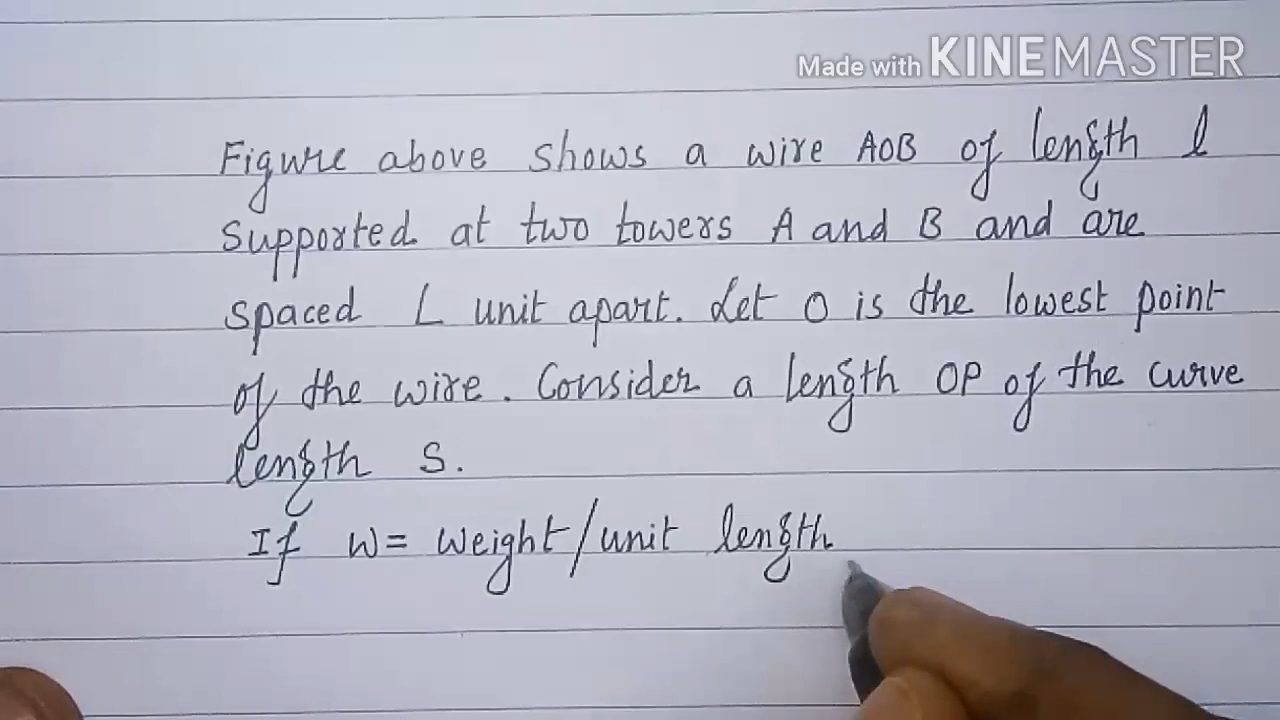 Made with KINEMASTER
Figure above shows a wire AOB of length l
supported at two towers A and B and are
spaced L unit apart. Let O is the lowest point
of the wire. Consider a length OP of the curve
length S.
If w = weight/unit length